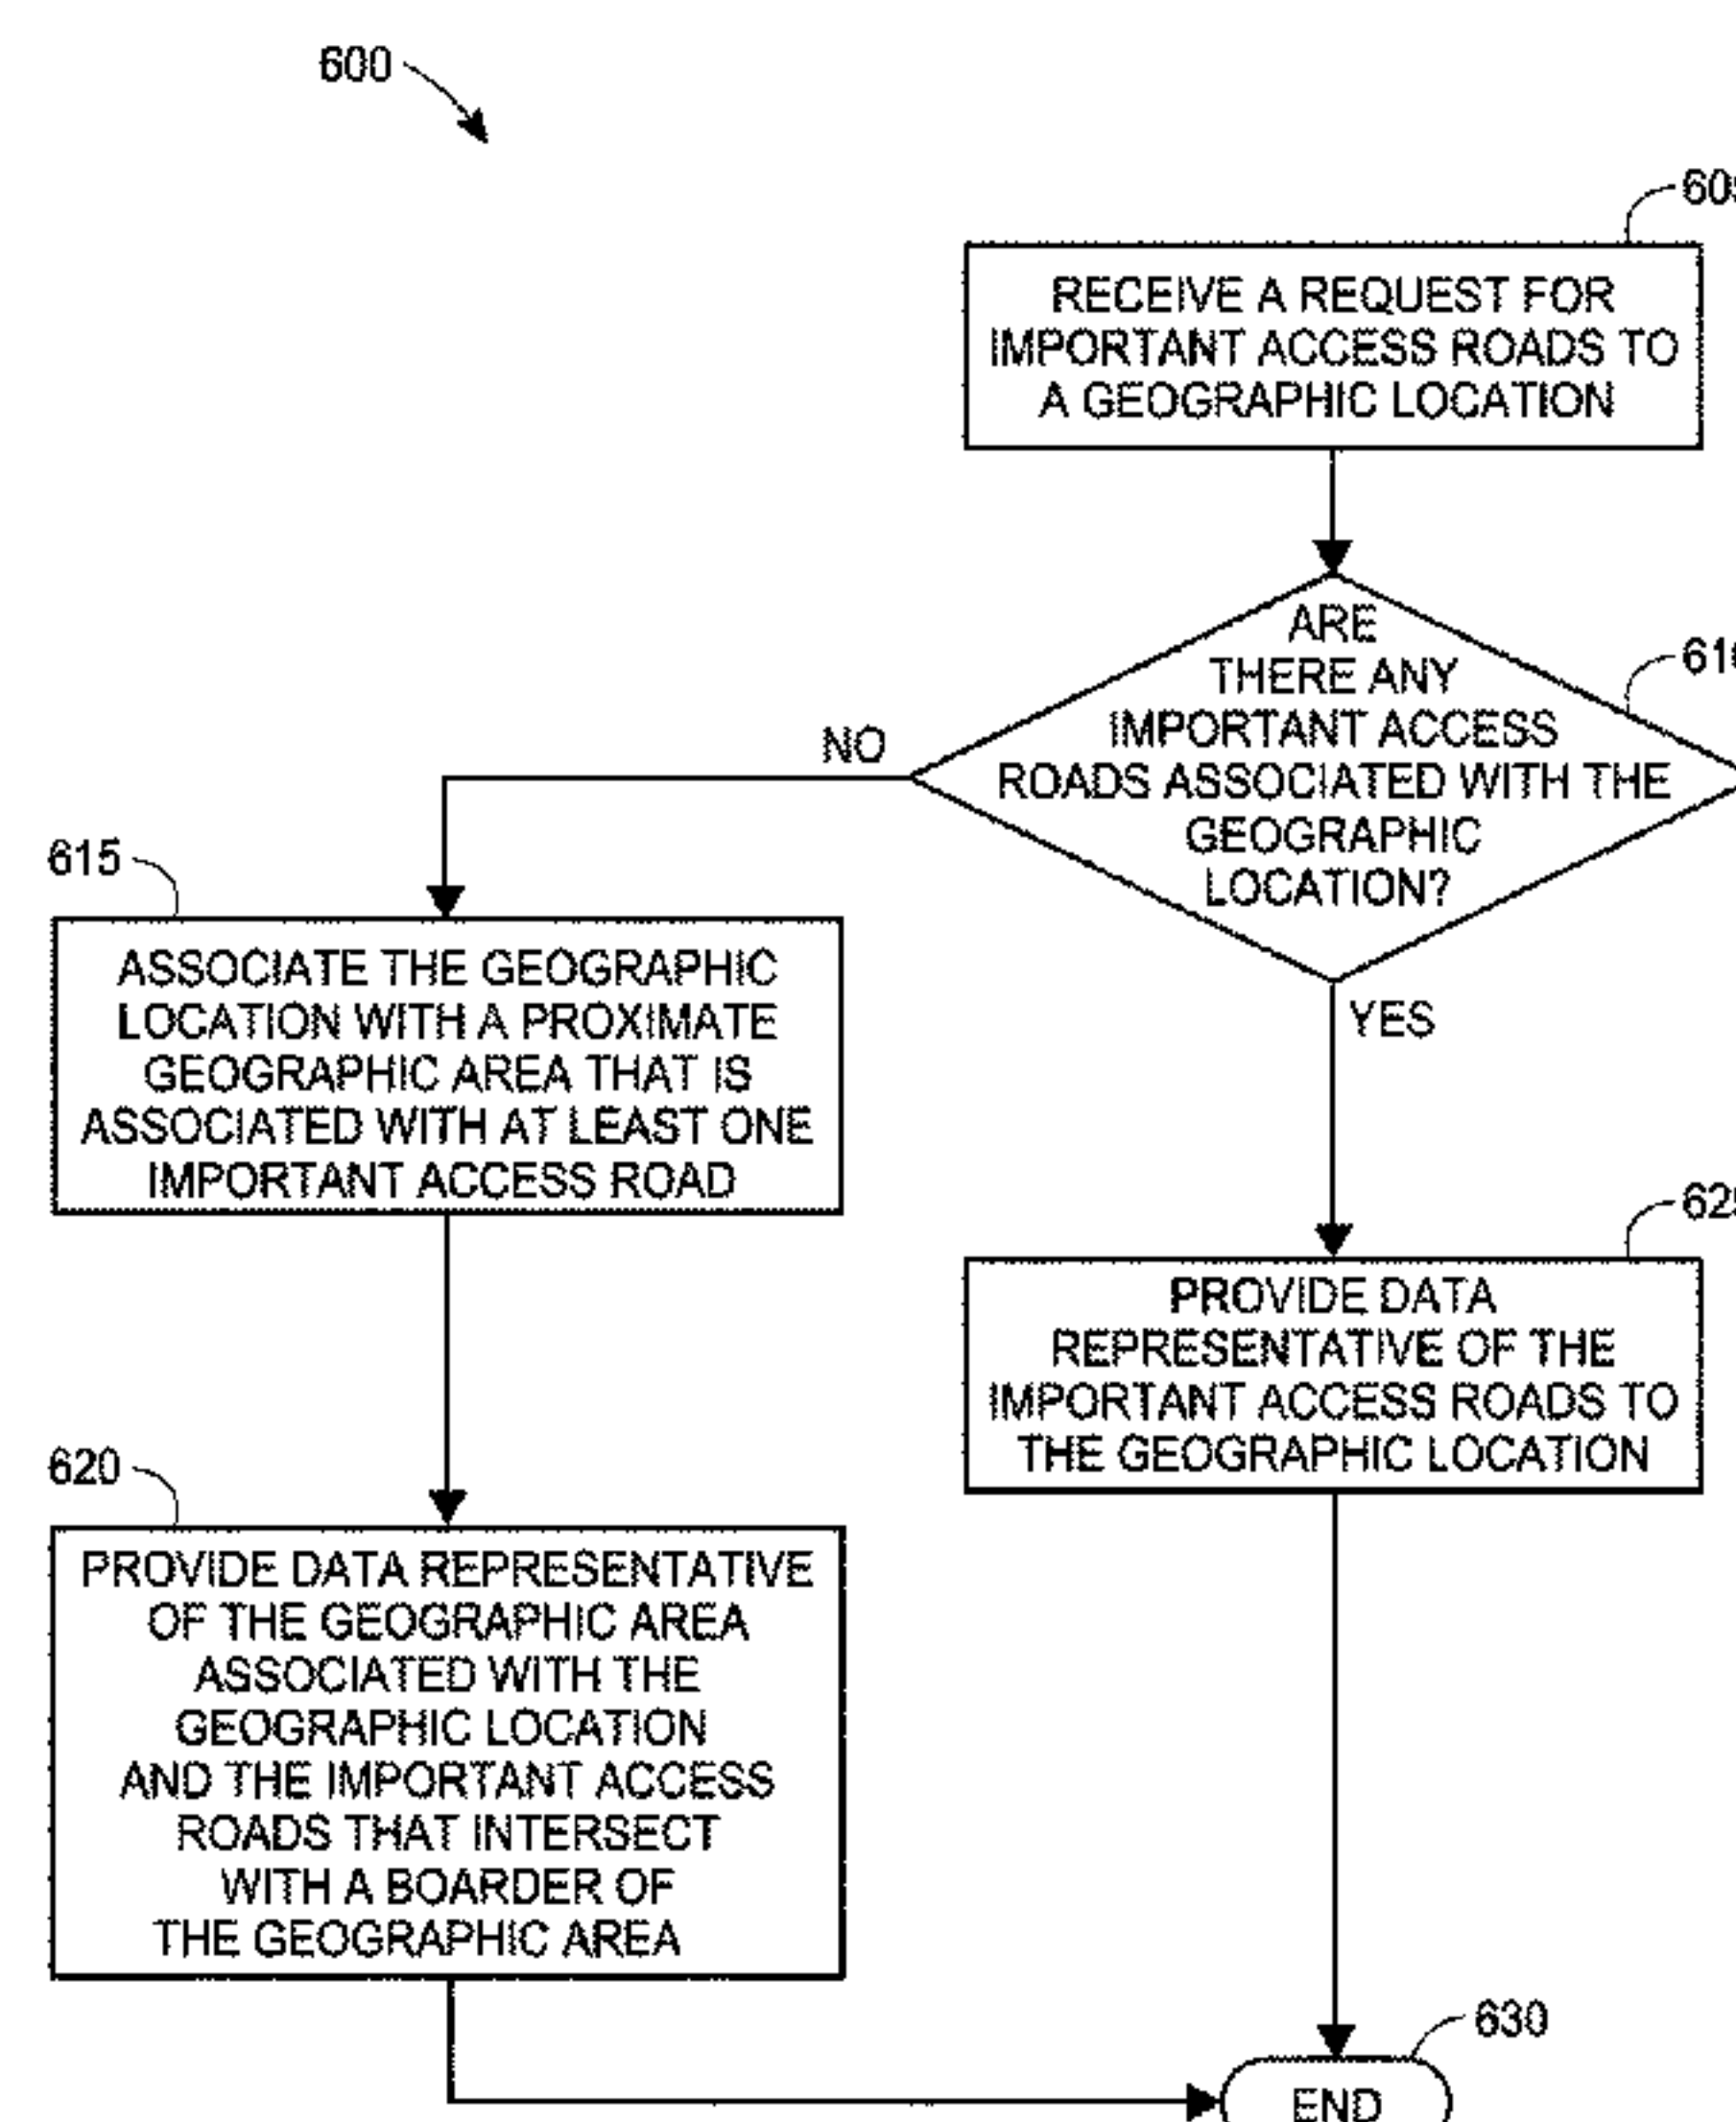 600
RECEIVE A REQUEST FOR
IMPORTANT ACCESS ROADS TO
A GEOGRAPHIC LOCATION
ARE
THERE ANY
IMPORTANT ACCESS
ROADS ASSOCIATED WITH THE
GEOGRAPHIC
LOCATION?
NO
YES
615
ASSOCIATE THE GEOGRAPHIC
LOCATION WITH A PROXIMATE
GEOGRAPHIC AREA THAT IS
ASSOCIATED WITH AT LEAST ONE
IMPORTANT ACCESS ROAD
PROVIDE DATA
REPRESENTATIVE OF THE
IMPORTANT ACCESS ROADS TO
THE GEOGRAPHIC LOCATION
620
PROVIDE DATA REPRESENTATIVE
OF THE GEOGRAPHIC AREA
ASSOCIATED WITH THE
GEOGRAPHIC LOCATION
AND THE IMPORTANT ACCESS
ROADS THAT INTERSECT
WITH A BOARDER OF
THE GEOGRAPHIC AREA
630
END